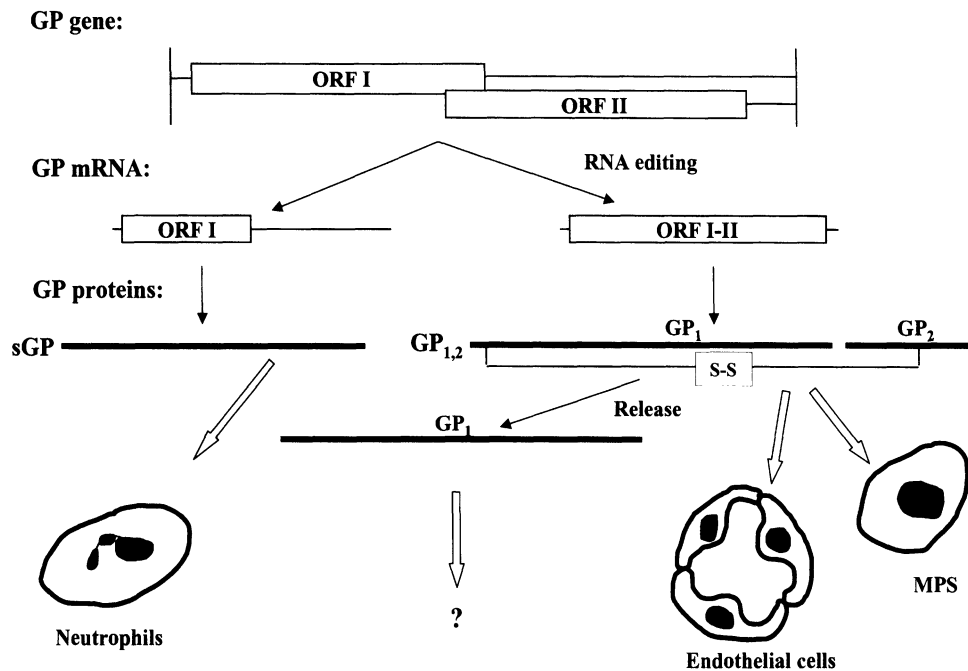 GP gene:
ORF I
ORF II
GP mRNA:
RNA editing
ORF I
ORF I-II
GP proteins:
sGP
GP1,2
GP1
GP2
S-S
Release
GP1
?
Neutrophils
Endothelial cells
MPS